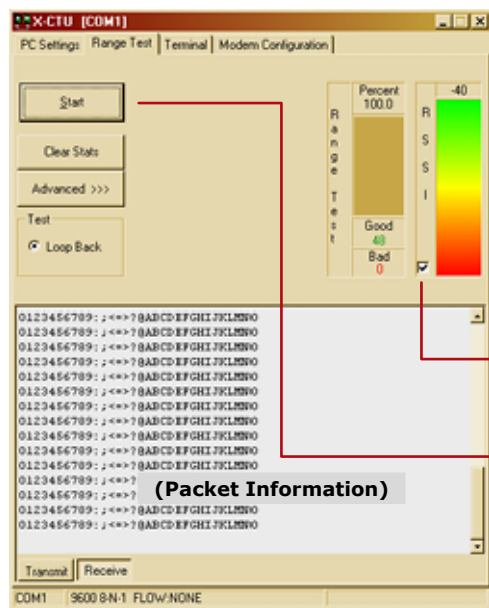 X-CTU [COM1]
PC Settings Range Test Terminal Modem Configuration
Start
Clear Stats
Advanced >>>
Test
Loop Back
Range Test
Percent
100.0
Good
48
Bad
0
RSSI
-40
0123456789:;<=>?@ABCDEFGHIJKLMNO
0123456789:;<=>?@ABCDEFGHIJKLMNO
0123456789:;<=>?@ABCDEFGHIJKLMNO
0123456789:;<=>?@ABCDEFGHIJKLMNO
0123456789:;<=>?@ABCDEFGHIJKLMNO
0123456789:;<=>?@ABCDEFGHIJKLMNO
0123456789:;<=>?@ABCDEFGHIJKLMNO
0123456789:;<=>?@ABCDEFGHIJKLMNO
0123456789:;<=>?@ABCDEFGHIJKLMNO
0123456789:;<=>?@ABCDEFGHIJKLMNO
0123456789:;<=>?@ABCDEFGHIJKLMNO
0123456789:;<=>?
(Packet Information)
0123456789:;<=>?
0123456789:;<=>?@ABCDEFGHIJKLMNO
0123456789:;<=>?@ABCDEFGHIJKLMNO
Transmit Receive
COM1 9600 8-N-1 FLOW:NONE